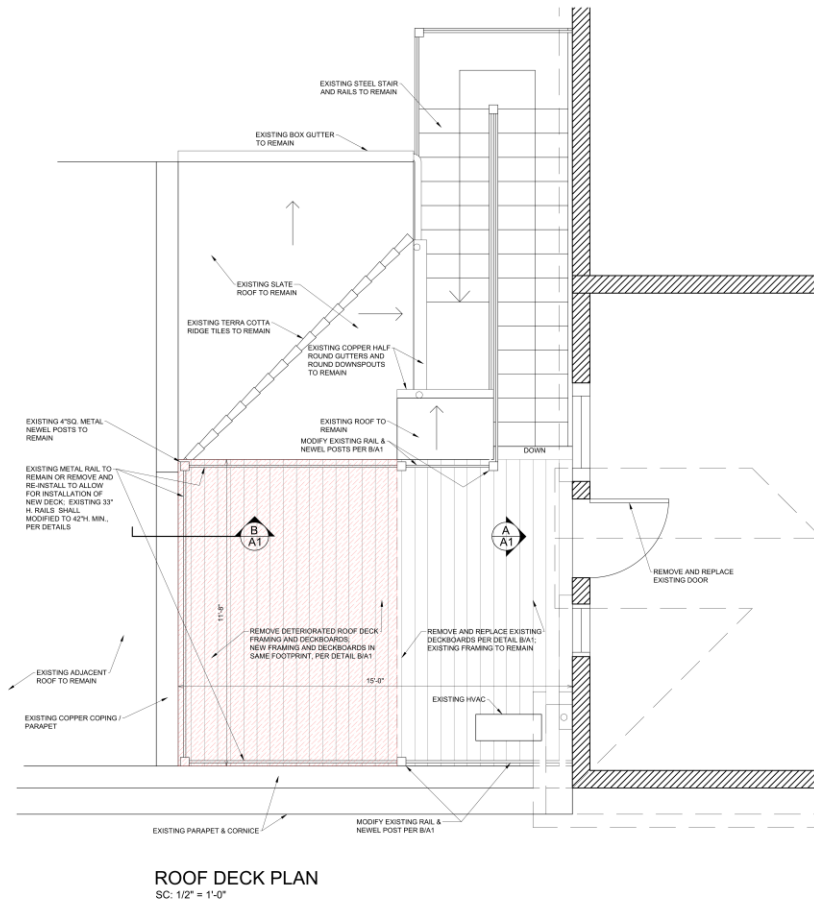 EXISTING STEEL STAIR
AND RAILS TO REMAIN
EXISTING BOX GUTTER
TO REMAIN
EXISTING SLATE
ROOF TO REMAIN
EXISTING TERRA COTTA
RIDGE TILES TO REMAIN
EXISTING COPPER HALF
ROUND GUTTERS AND
ROUND DOWNSPOUTS
TO REMAIN
EXISTING 4"SQ. METAL
NEWEL POSTS TO
REMAIN
EXISTING ROOF TO
REMAIN
MODIFY EXISTING RAIL &
NEWEL POSTS PER B/A1
DOWN
EXISTING METAL RAIL TO
REMAIN OR REMOVE AND
RE-INSTALL TO ALLOW
FOR INSTALLATION OF
NEW DECK; EXISTING 33"
H. RAILS SHALL
MODIFIED TO 42"H. MIN.,
PER DETAILS
B
A1
A
A1
REMOVE AND REPLACE
EXISTING DOOR
11'-8"
REMOVE DETERIORATED ROOF DECK
FRAMING AND DECKBOARDS;
NEW FRAMING AND DECKBOARDS IN
SAME FOOTPRINT, PER DETAIL B/A1
REMOVE AND REPLACE EXISTING
DECKBOARDS PER DETAIL B/A1;
EXISTING FRAMING TO REMAIN
15'-0"
EXISTING ADJACENT
ROOF TO REMAIN
EXISTING HVAC
EXISTING COPPER COPING /
PARAPET
EXISTING PARAPET & CORNICE
MODIFY EXISTING RAIL &
NEWEL POST PER B/A1
ROOF DECK PLAN
SC: 1/2" = 1'-0"